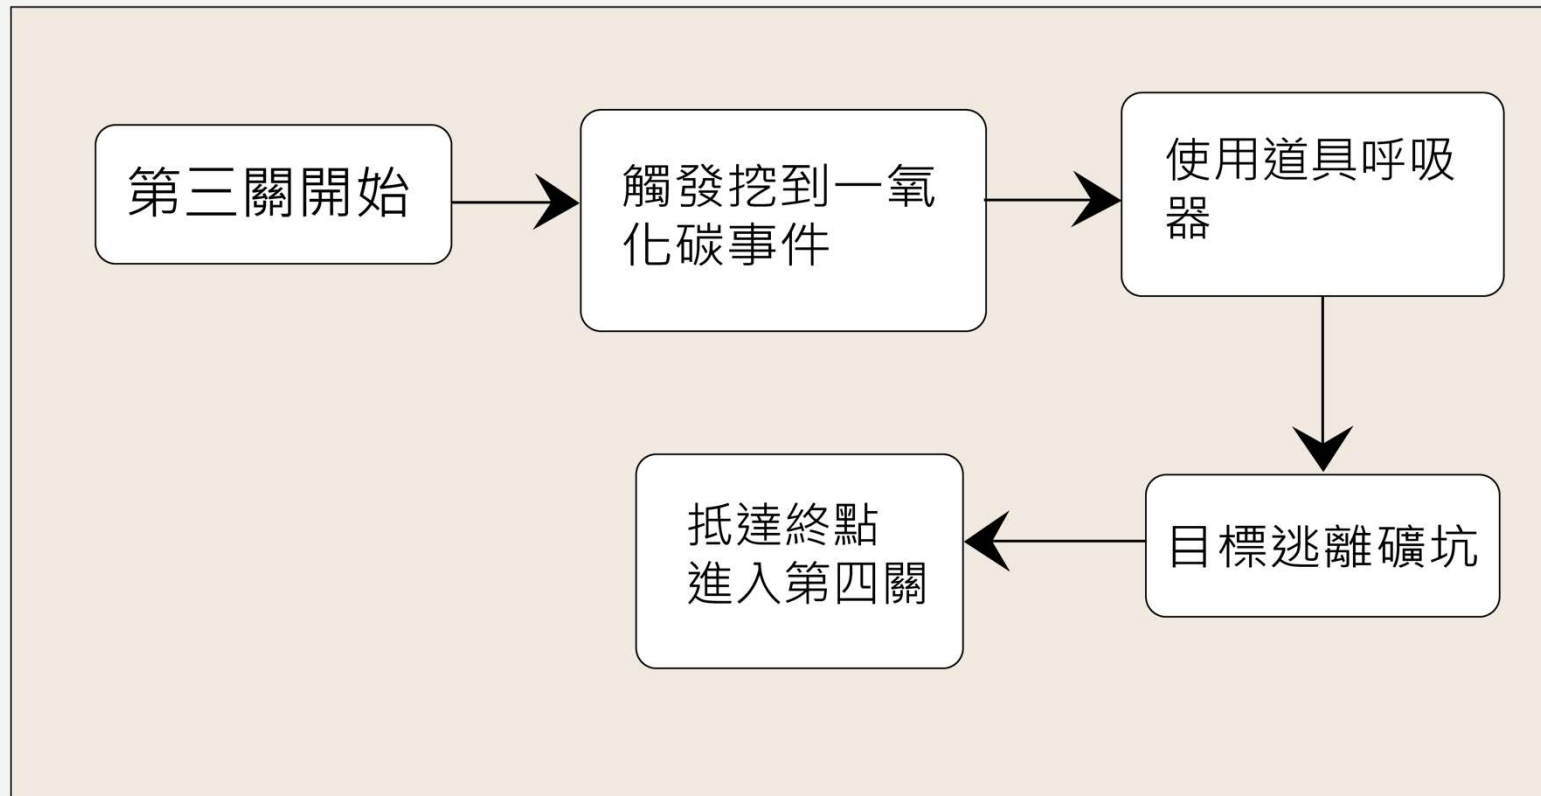 第三關開始
觸發挖到一氧
化碳事件
使用道具呼吸
器
目標逃離礦坑
抵達終點
進入第四關